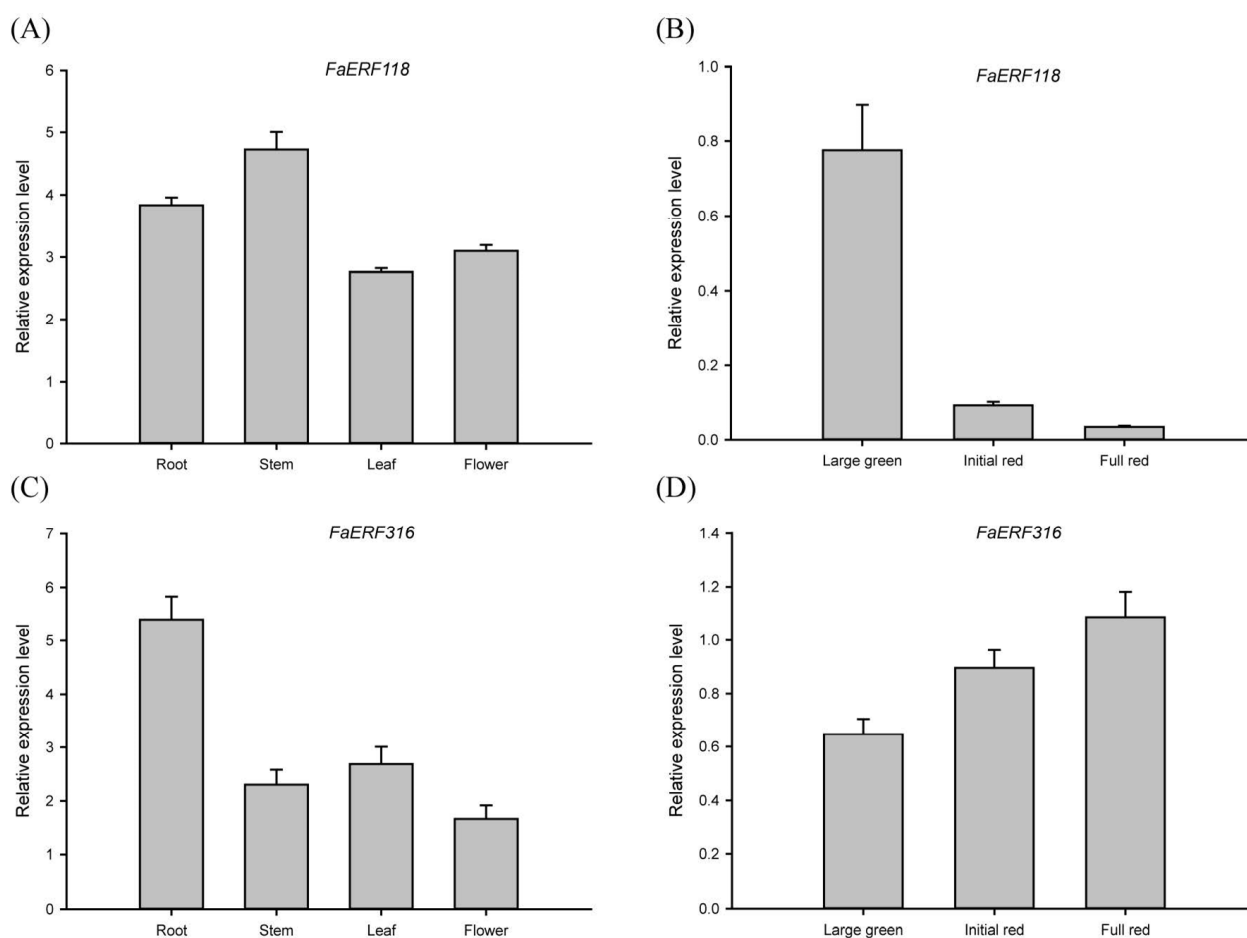 (A)
FaERF118
Relative expression level
6
5
4
3
2
1
0
Root Stem Leaf Flower
(B)
FaERF118
Relative expression level
1.0
0.8
0.6
0.4
0.2
0.0
Large green Initial red Full red
(C)
FaERF316
Relative expression level
7
6
5
4
3
2
1
0
Root Stem Leaf Flower
(D)
FaERF316
Relative expression level
1.4
1.2
1.0
0.8
0.6
0.4
0.2
0.0
Large green Initial red Full red